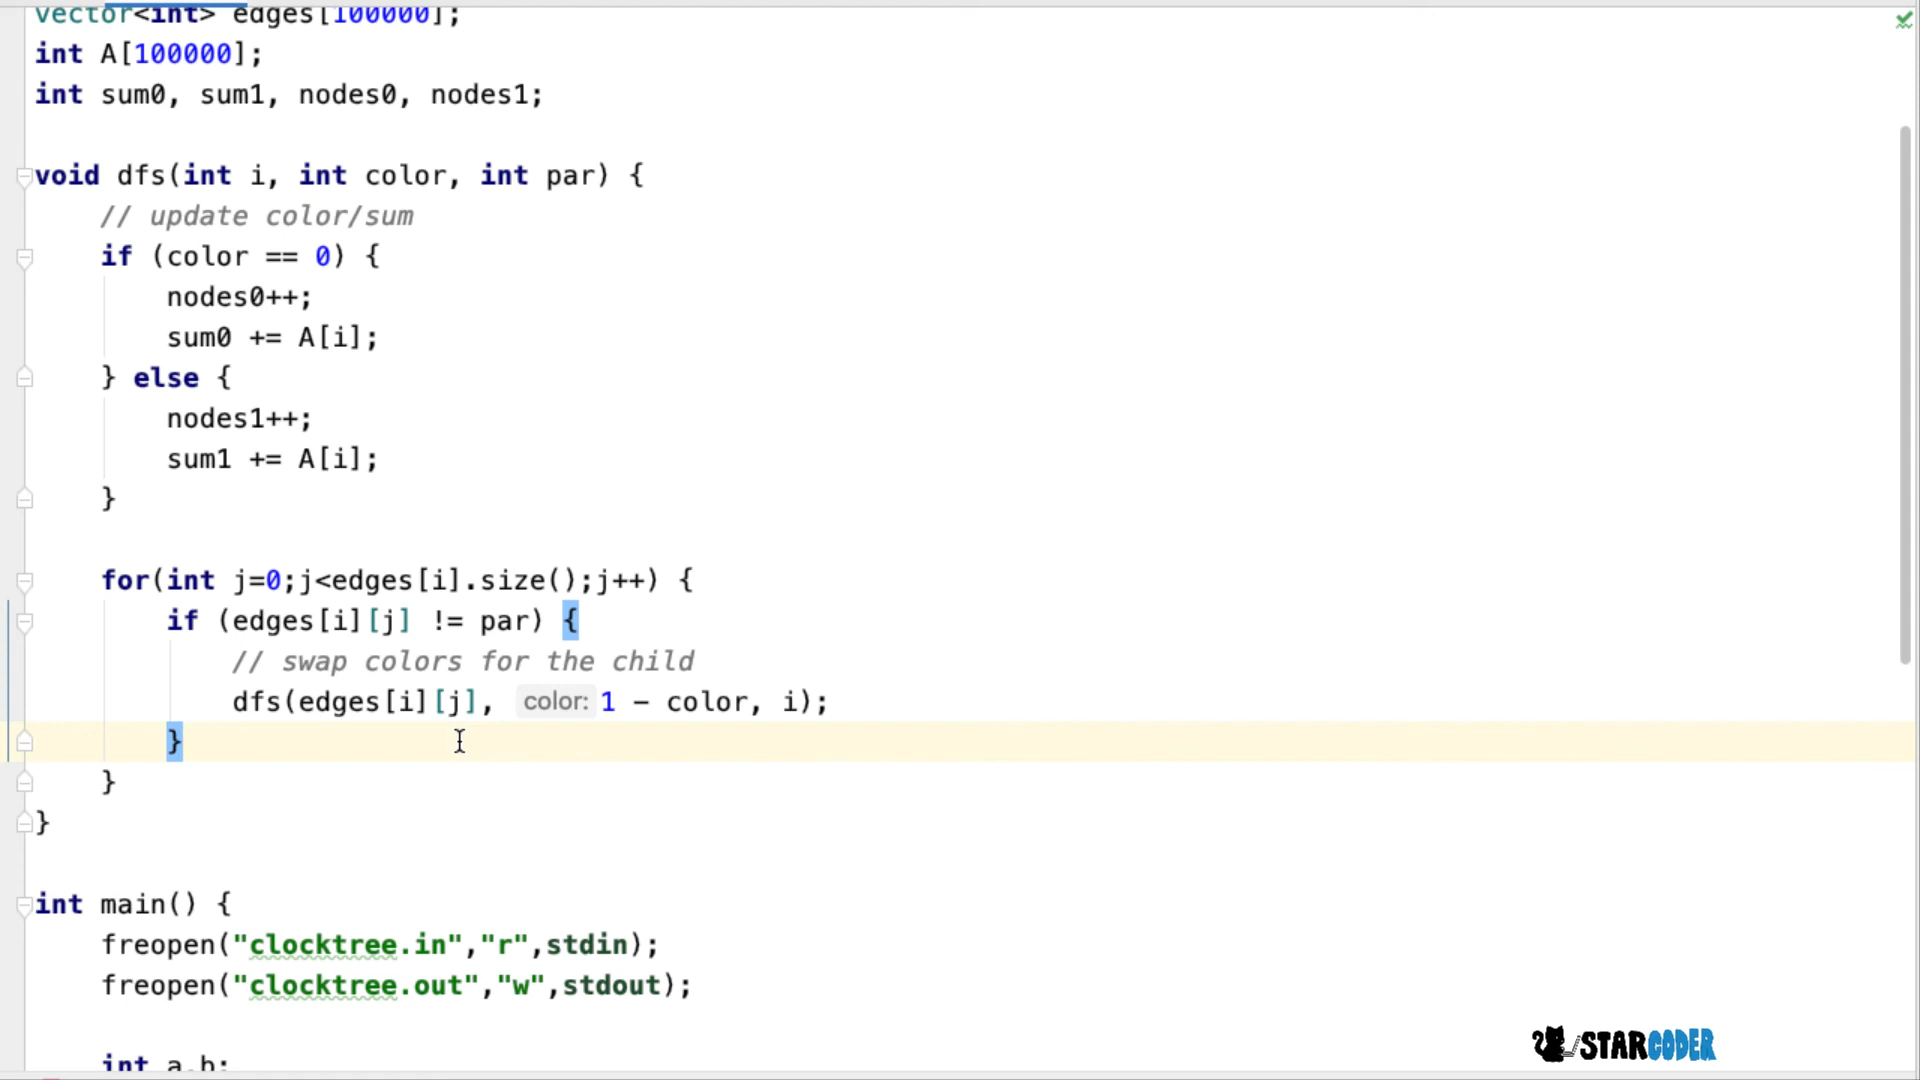 vector<int> edges[100000];
int A[100000];
int sum0, sum1, nodes0, nodes1;
void dfs(int i, int color, int par) {
// update color/sum
if (color == 0) {
nodes0++;
sum0 += A[i];
} else {
nodes1++;
sum1 += A[i];
}
for(int j=0;j<edges[i].size();j++) {
if (edges[i][j] != par) {
// swap colors for the child
dfs(edges[i][j], color: 1 - color, i);
}
}
}
int main() {
freopen("clocktree.in","r",stdin);
freopen("clocktree.out","w",stdout);
int a,b;
STARCODER